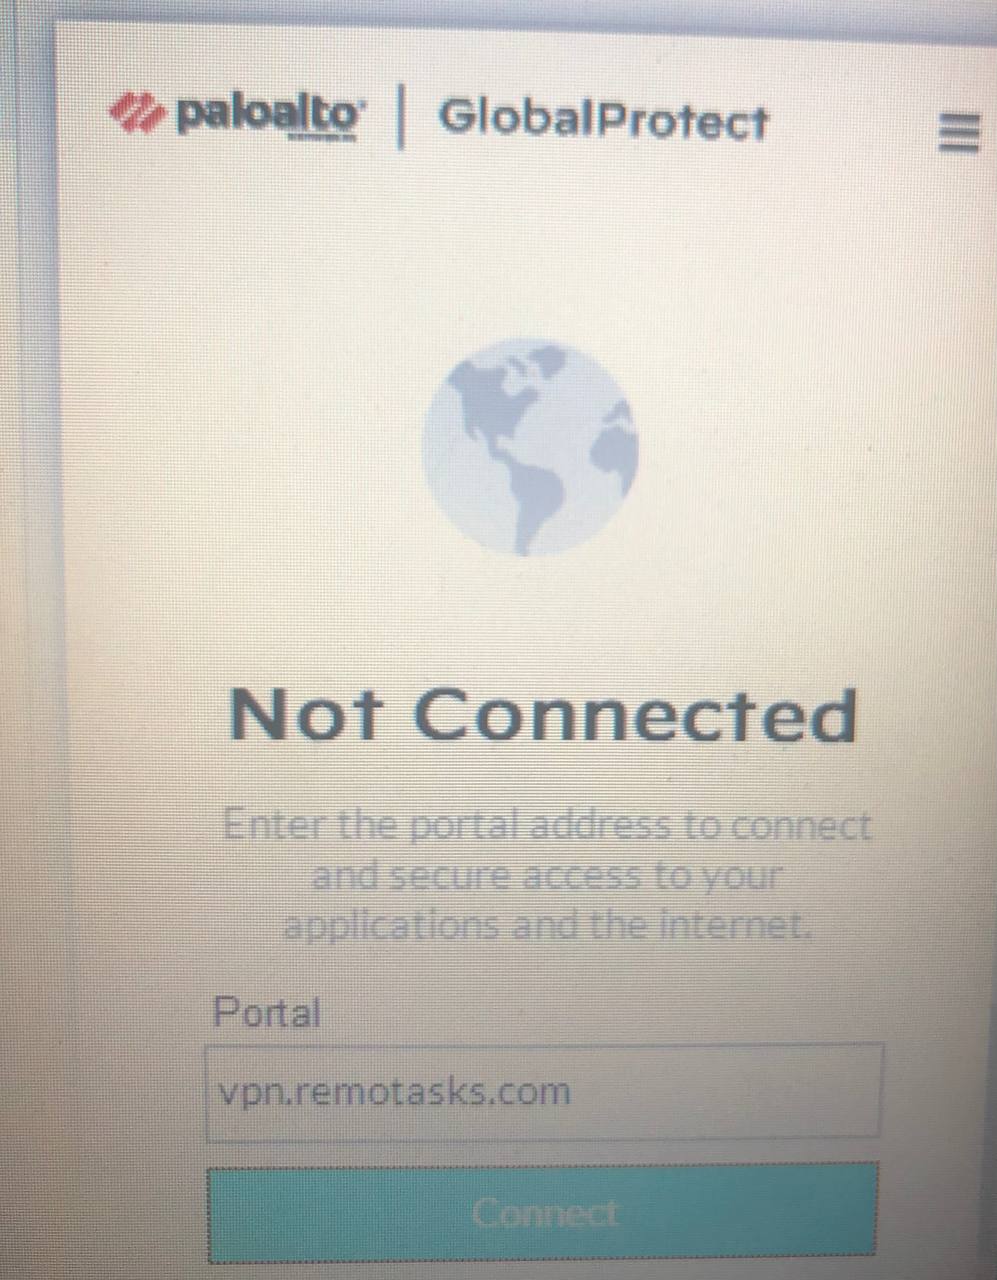 paloalto | GlobalProtect
Not Connected
Enter the portal address to connect
and secure access to your
applications and the internet.
Portal
vpn.remotasks.com
Connect